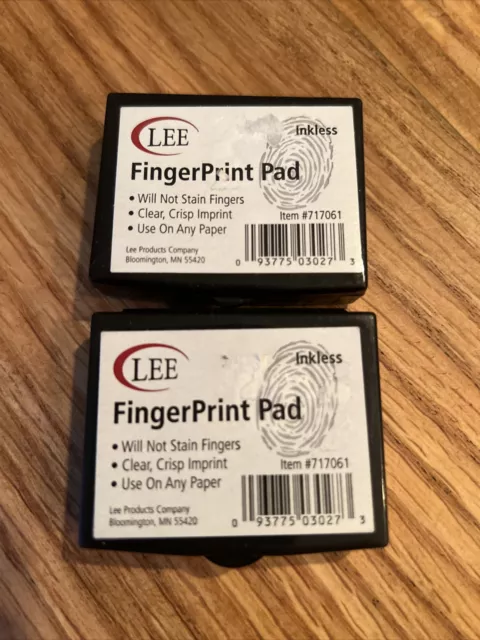 LEE
Inkless
FingerPrint Pad
• Will Not Stain Fingers
• Clear, Crisp Imprint
• Use On Any Paper
Item #717061
Lee Products Company
Bloomington, MN 55420
0 93775 03027 3
LEE
Inkless
FingerPrint Pad
• Will Not Stain Fingers
• Clear, Crisp Imprint
• Use On Any Paper
Item #717061
Lee Products Company
Bloomington, MN 55420
0 93775 03027 3